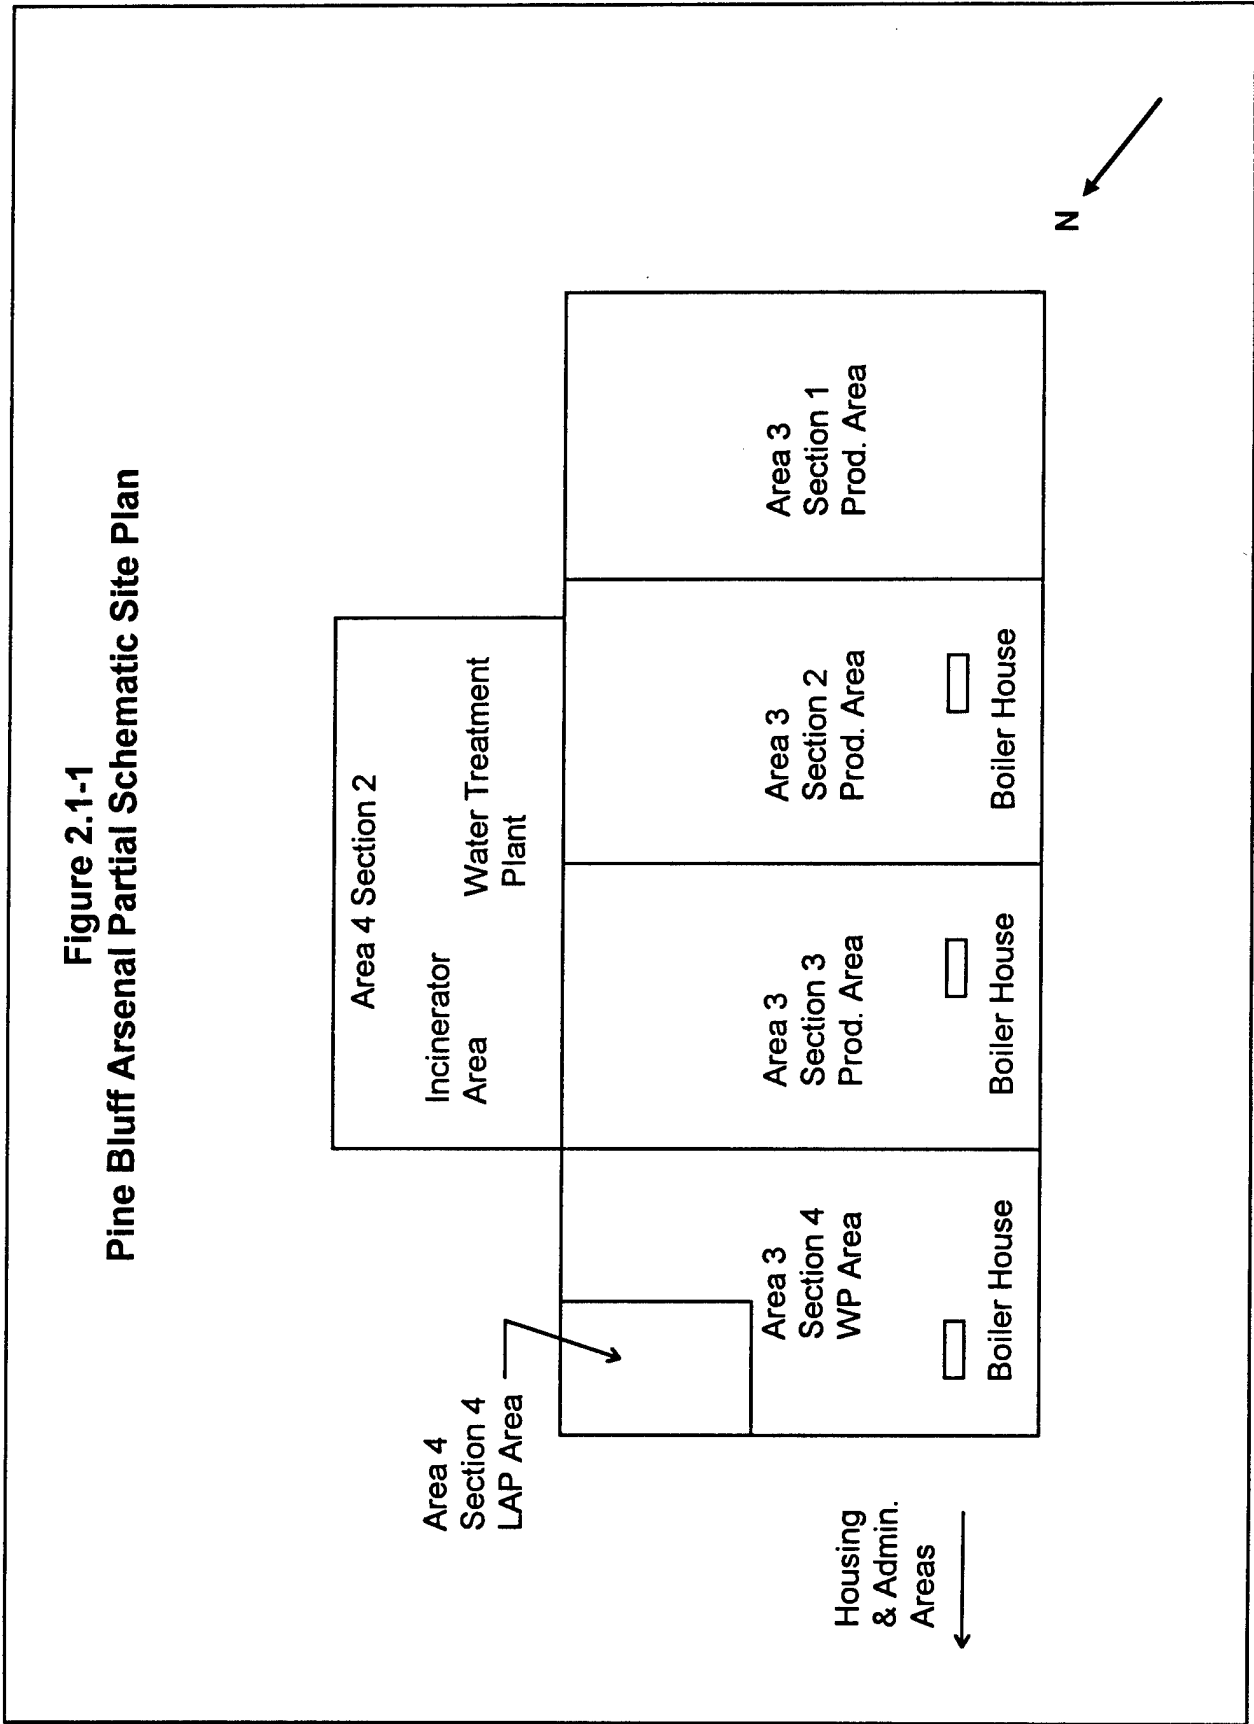 Figure 2.1-1
Pine Bluff Arsenal Partial Schematic Site Plan
Area 4 Section 2
Incinerator
Area
Water Treatment
Plant
Area 4
Section 4
LAP Area
Area 3
Section 4
WP Area
Boiler House
Area 3
Section 3
Prod. Area
Boiler House
Area 3
Section 2
Prod. Area
Boiler House
Area 3
Section 1
Prod. Area
Housing
& Admin.
Areas
N